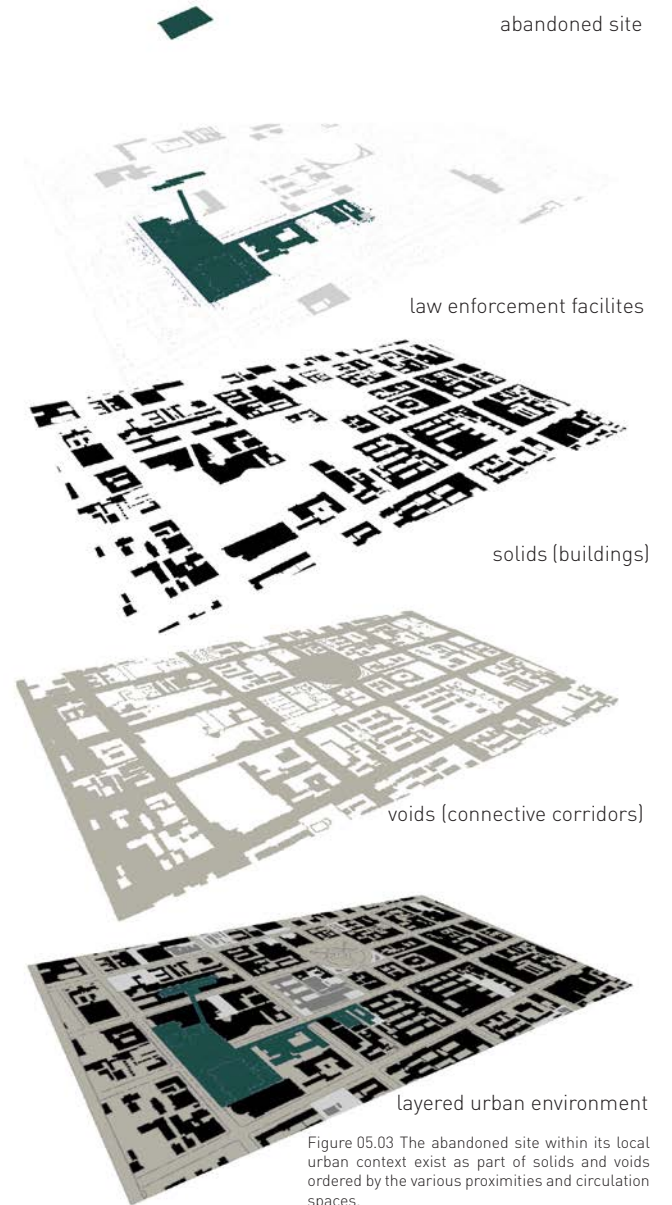 abandoned site
law enforcement facilites
solids (buildings)
voids (connective corridors)
layered urban environment
Figure 05.03 The abandoned site within its local
urban context exist as part of solids and voids
ordered by the various proximities and circulation
spaces.